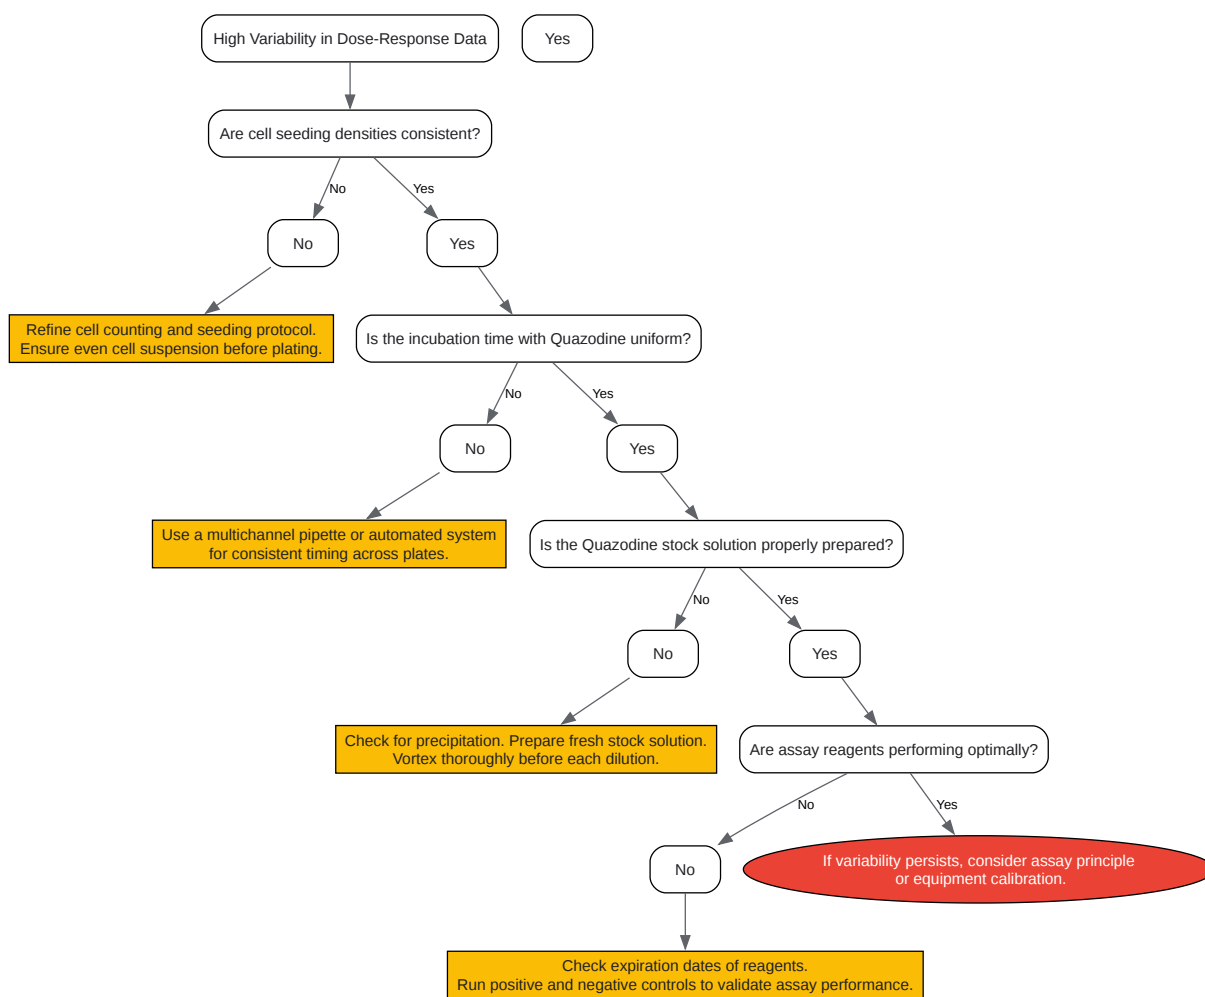 High Variability in Dose-Response Data
Yes
Are cell seeding densities consistent?
No
Yes
No
Yes
Refine cell counting and seeding protocol.
Ensure even cell suspension before plating.
Is the incubation time with Quazodine uniform?
No
Yes
No
Yes
Use a multichannel pipette or automated system
for consistent timing across plates.
Is the Quazodine stock solution properly prepared?
No
Yes
No
Yes
Check for precipitation. Prepare fresh stock solution.
Vortex thoroughly before each dilution.
Are assay reagents performing optimally?
No
Yes
No
If variability persists, consider assay principle
or equipment calibration.
Check expiration dates of reagents.
Run positive and negative controls to validate assay performance.